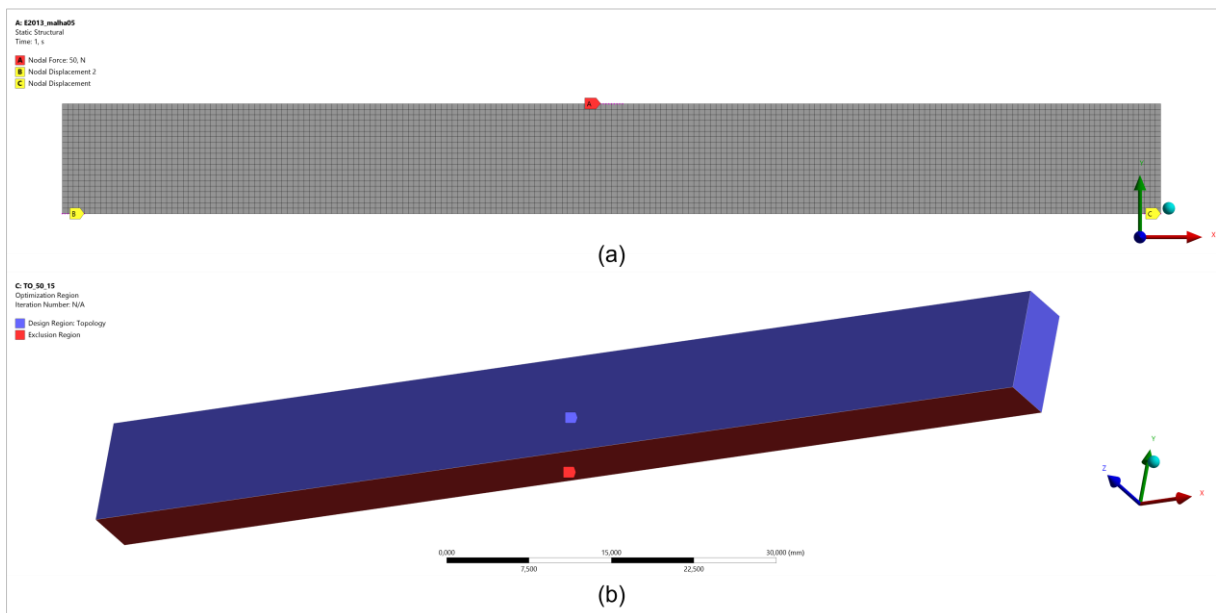 A: E2013_malha05
Static Structural
Time: 1, s
A Nodal Force: 50, N
B Nodal Displacement 2
C Nodal Displacement
A
B
C
Y
X
(a)
C: TO_50_15
Optimization Region
Iteration Number: N/A
Design Region: Topology
Exclusion Region
Y
Z
X
0,000 15,000 30,000 (mm)
7,500 22,500
(b)